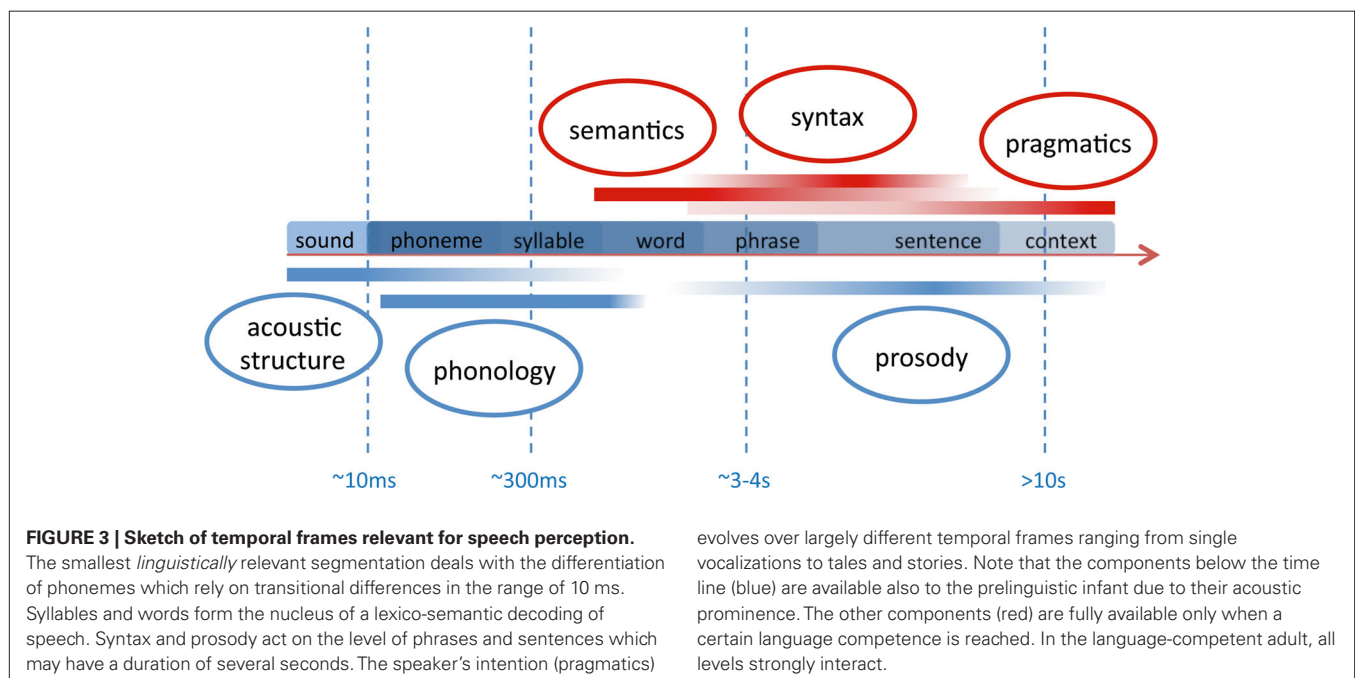 semantics
syntax
pragmatics
sound phoneme syllable word phrase sentence context
acoustic
structure
phonology
prosody
~10ms ~300ms ~3-4s >10s
FIGURE 3 | Sketch of temporal frames relevant for speech perception.
The smallest linguistically relevant segmentation deals with the differentiation
of phonemes which rely on transitional differences in the range of 10 ms.
Syllables and words form the nucleus of a lexico-semantic decoding of
speech. Syntax and prosody act on the level of phrases and sentences which
may have a duration of several seconds. The speaker's intention (pragmatics)
evolves over largely different temporal frames ranging from single
vocalizations to tales and stories. Note that the components below the time
line (blue) are available also to the prelinguistic infant due to their acoustic
prominence. The other components (red) are fully available only when a
certain language competence is reached. In the language-competent adult, all
levels strongly interact.